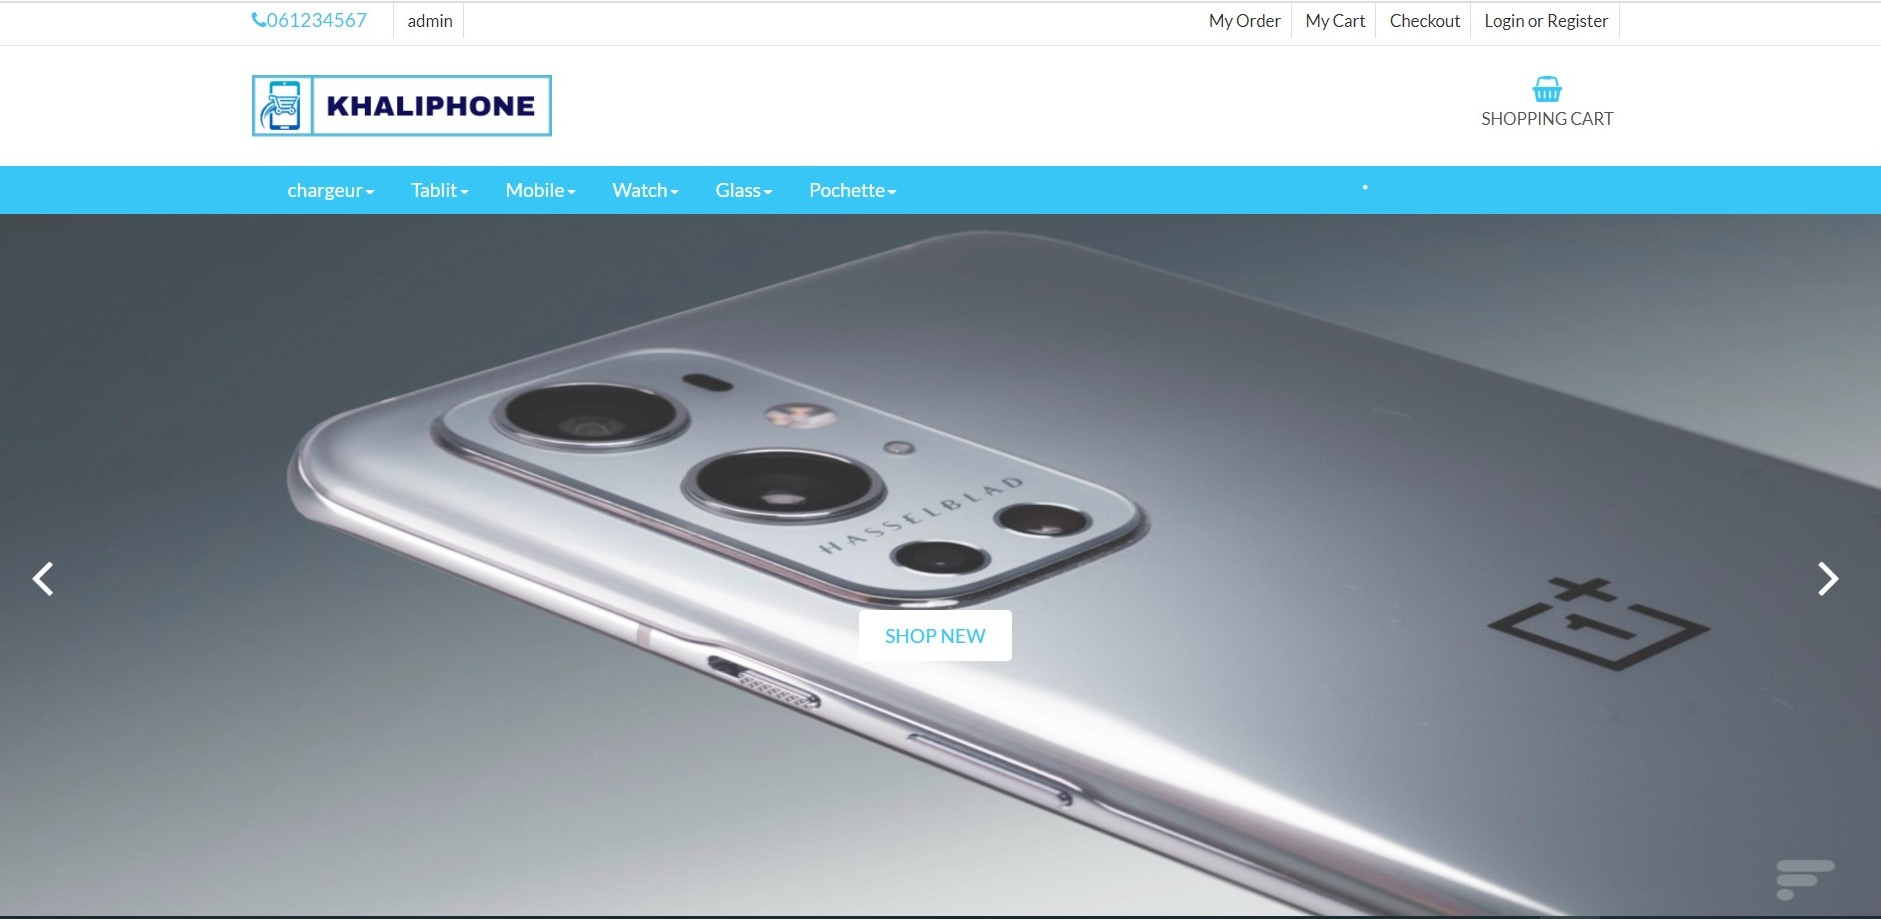 061234567 admin My Order My Cart Checkout Login or Register
KHALIPHONE
SHOPPING CART
chargeur Tablit Mobile Watch Glass Pochette
HASSELBLAD
1
SHOP NEW